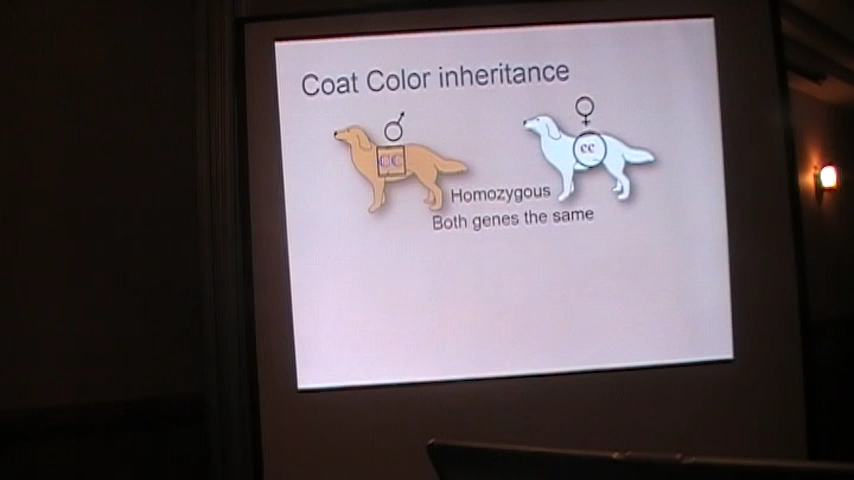 Coat Color inheritance
CC
cc
Homozygous
Both genes the same